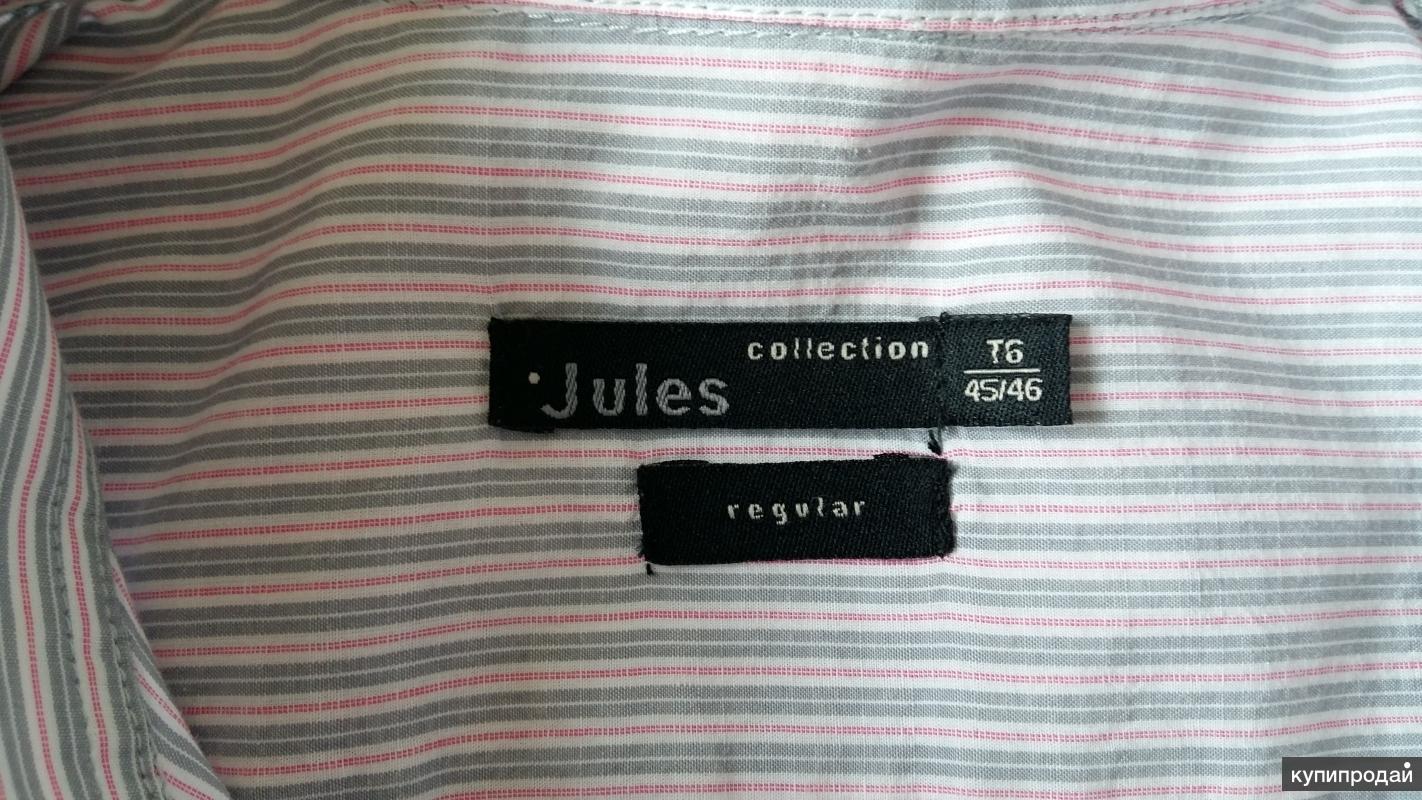 collection
Jules
T6
45/46
regular
купипродай